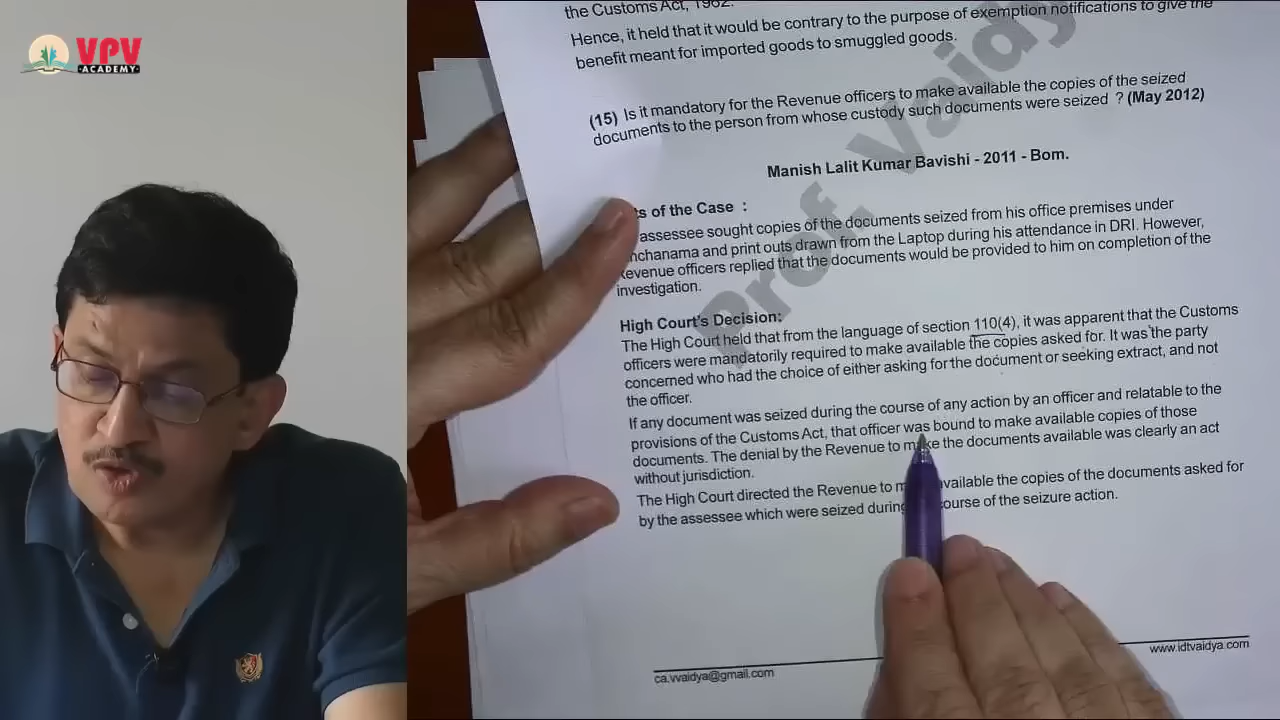 VPV
ACADEMY
the Customs Act, 1962.
Hence, it held that it would be contrary to the purpose of exemption notifications to give the
benefit meant for imported goods to smuggled goods.
(15) Is it mandatory for the Revenue officers to make available the copies of the seized
documents to the person from whose custody such documents were seized ? (May 2012)
Manish Lalit Kumar Bavishi - 2011 - Bom.
of the Case :
assessee sought copies of the documents seized from his office premises under
nchanama and print outs drawn from the Laptop during his attendance in DRI. However,
Revenue officers replied that the documents would be provided to him on completion of the
investigation.
High Court's Decision:
The High Court held that from the language of section 110(4), it was apparent that the Customs
officers were mandatorily required to make available the copies asked for. It was the party
concerned who had the choice of either asking for the document or seeking extract, and not
the officer.
If any document was seized during the course of any action by an officer and relatable to the
provisions of the Customs Act, that officer was bound to make available copies of those
documents. The denial by the Revenue to make the documents available was clearly an act
without jurisdiction.
The High Court directed the Revenue to available the copies of the documents asked for
by the assessee which were seized during course of the seizure action.
Prof. Vaidy
ca.vvaidya@gmail.com
www.idtvaidya.com